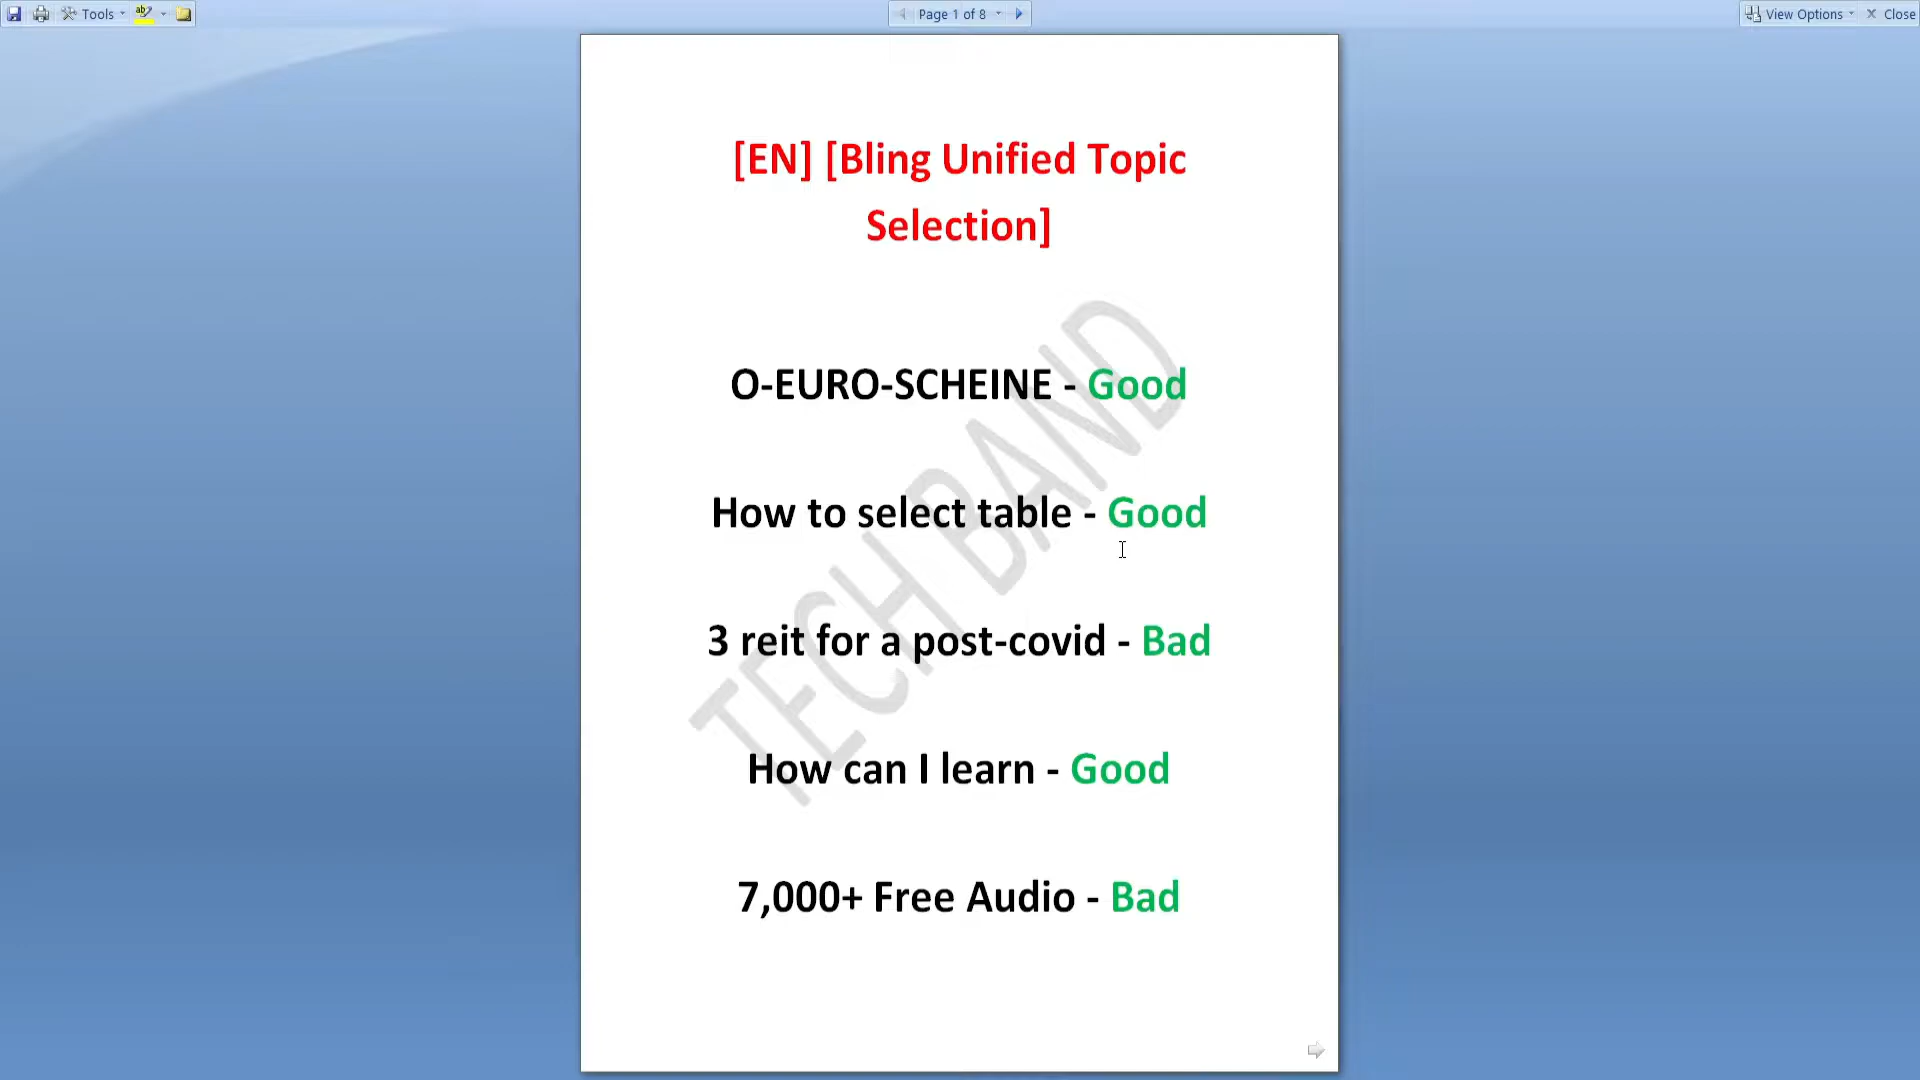 Tools
Page 1 of 8
View Options
Close
[EN] [Bling Unified Topic
Selection]
O-EURO-SCHEINE - Good
How to select table - Good
3 reit for a post-covid - Bad
How can I learn - Good
7,000+ Free Audio - Bad
TECH BAND